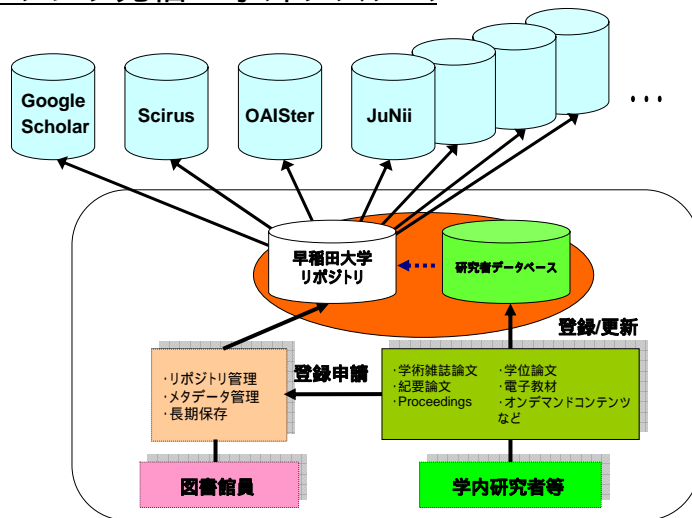 Google
Scholar
Scirus
OAISter
JuNii
・・・
早稲田大学
リポジトリ
研究者データベース
登録/更新
・リポジトリ管理
・メタデータ管理
・長期保存
登録申請
・学術雑誌論文
・紀要論文
・Proceedings
・学位論文
・電子教材
・オンデマンドコンテンツ
など
図書館員
学内研究者等